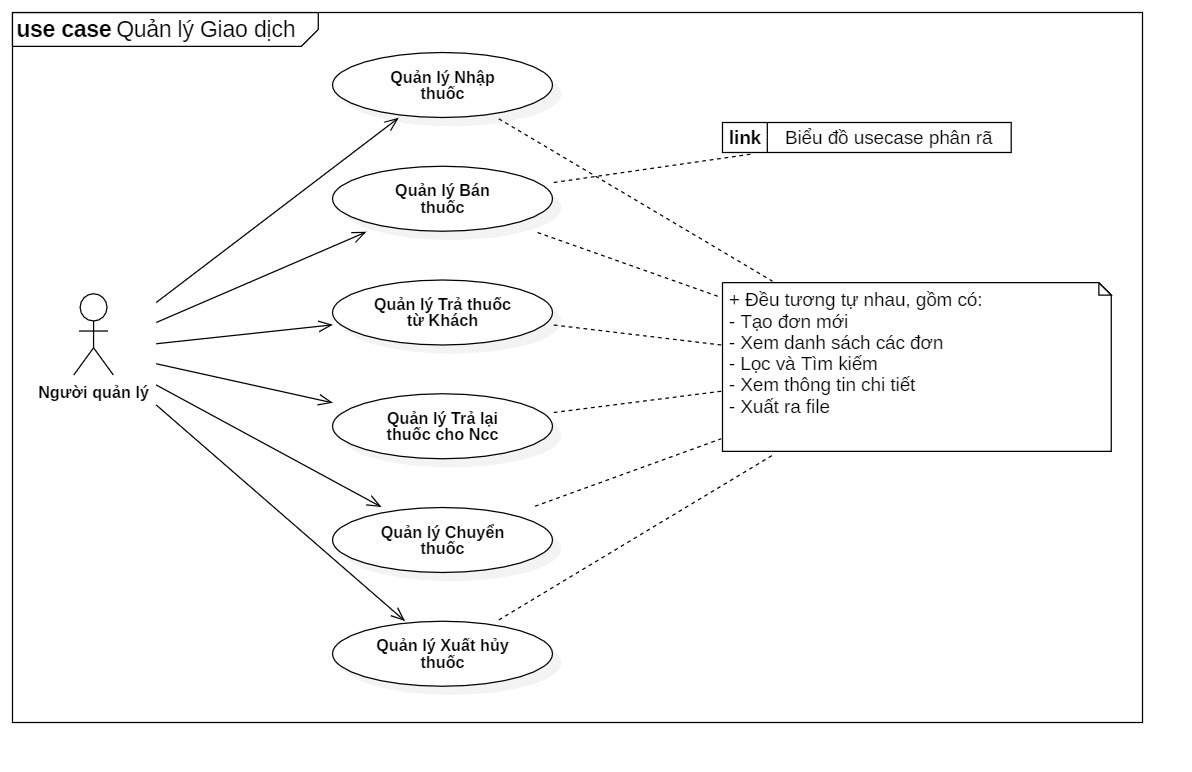 use case Quản lý Giao dịch
Quản lý Nhập
thuốc
link Biểu đồ usecase phân rã
Quản lý Bán
thuốc
Quản lý Trả thuốc
từ Khách
+ Đều tương tự nhau, gồm có:
- Tạo đơn mới
- Xem danh sách các đơn
- Lọc và Tìm kiếm
- Xem thông tin chi tiết
- Xuất ra file
Người quản lý
Quản lý Trả lại
thuốc cho Ncc
Quản lý Chuyển
thuốc
Quản lý Xuất hủy
thuốc